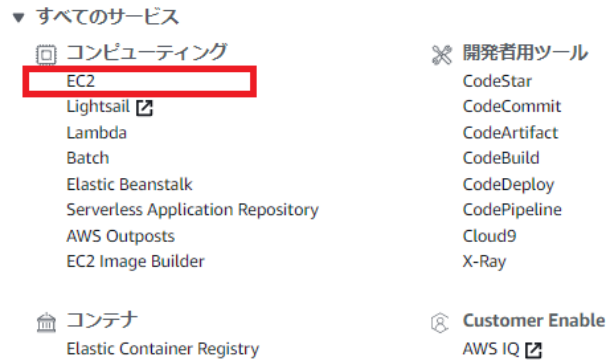 ▼ すべてのサービス
コンピューティング
EC2
Lightsail
Lambda
Batch
Elastic Beanstalk
Serverless Application Repository
AWS Outposts
EC2 Image Builder
コンテナ
Elastic Container Registry
開発者用ツール
CodeStar
CodeCommit
CodeArtifact
CodeBuild
CodeDeploy
CodePipeline
Cloud9
X-Ray
Customer Enable
AWS IQ